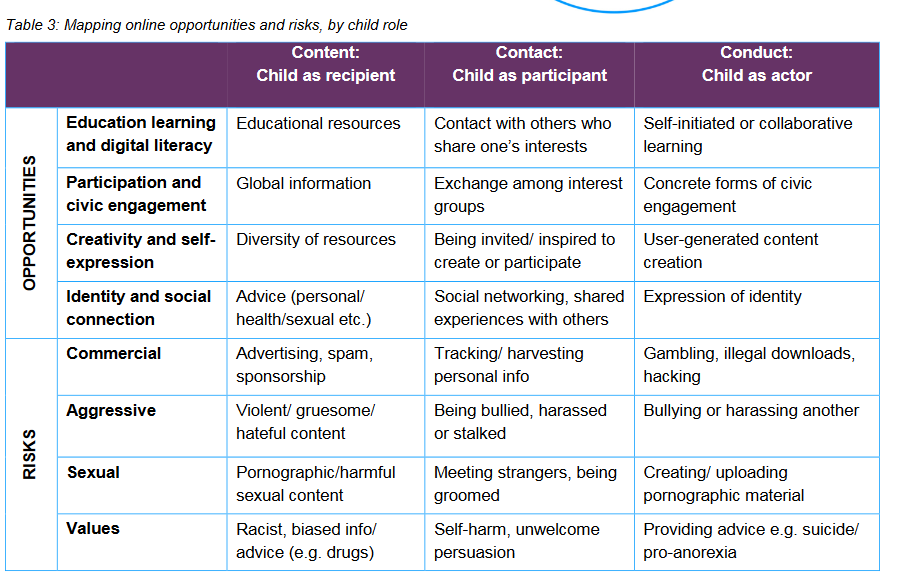 Table 3: Mapping online opportunities and risks, by child role
Content: Contact: Conduct:
Child as recipient Child as participant Child as actor
OPPORTUNITIES
Education learning Educational resources Contact with others who Self-initiated or collaborative
and digital literacy share one’s interests learning
Participation and Global information Exchange among interest Concrete forms of civic
civic engagement groups engagement
Creativity and self- Diversity of resources Being invited/ inspired to User-generated content
expression create or participate creation
Identity and social Advice (personal/ Social networking, shared Expression of identity
connection health/sexual etc.) experiences with others
RISKS
Commercial Advertising, spam, Tracking/ harvesting Gambling, illegal downloads,
sponsorship personal info hacking
Aggressive Violent/ gruesome/ Being bullied, harassed Bullying or harassing another
hateful content or stalked
Sexual Pornographic/harmful Meeting strangers, being Creating/ uploading
sexual content groomed pornographic material
Values Racist, biased info/ Self-harm, unwelcome Providing advice e.g. suicide/
advice (e.g. drugs) persuasion pro-anorexia